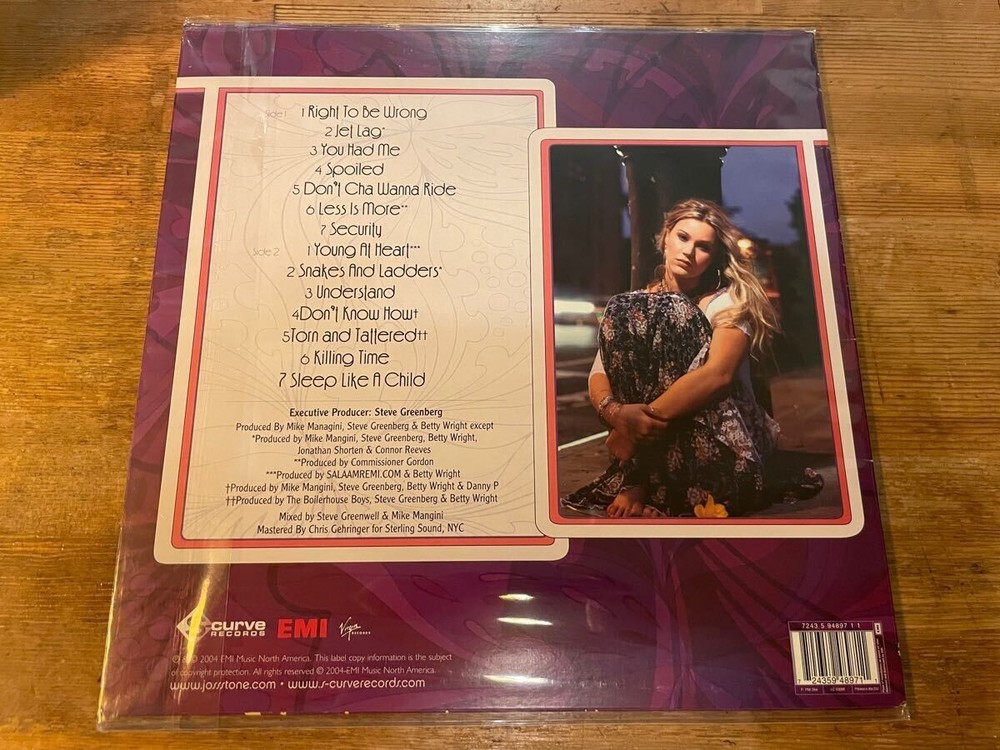 Side 1
1 Right To Be Wrong
2 Jet Lag*
3 You Had Me
4 Spoiled
5 Don't Cha Wanna Ride
6 Less Is More**
7 Security
Side 2
1 Young At Heart***
2 Snakes And Ladders*
3 Understand
4 Don't Know How†
5 Torn and Tattered††
6 Killing Time
7 Sleep Like A Child
Executive Producer: Steve Greenberg
Produced By Mike Managini, Steve Greenberg & Betty Wright except
*Produced by Mike Mangini, Steve Greenberg, Betty Wright,
Jonathan Shorten & Connor Reeves
**Produced by Commissioner Gordon
***Produced by SALAAMREMI.COM & Betty Wright
†Produced by Mike Mangini, Steve Greenberg, Betty Wright & Danny P
††Produced by The Boilerhouse Boys, Steve Greenberg & Betty Wright
Mixed by Steve Greenwell & Mike Mangini
Mastered By Chris Gehringer for Sterling Sound, NYC
S curve
RECORDS
EMI
Virgin
RECORDS
© & ℗ 2004 EMI Music North America. This label copy information is the subject
of copyright protection. All rights reserved. © 2004 EMI Music North America.
www.jossstone.com • www.s-curverecords.com
7243 5 94897 1 1
7 24359 48971